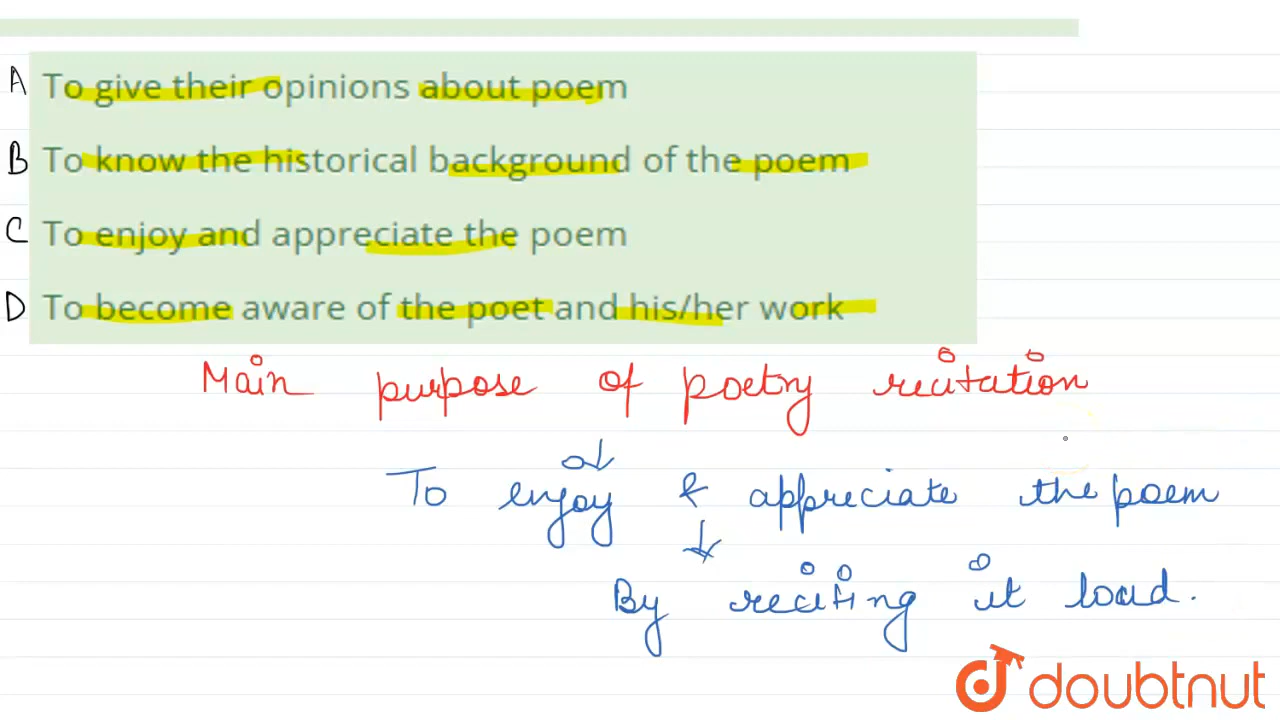 A To give their opinions about poem
B To know the historical background of the poem
C To enjoy and appreciate the poem
D To become aware of the poet and his/her work
Main purpose of poetry recitation
To enjoy & appreciate the poem
By reciting it loud.
doubtnut